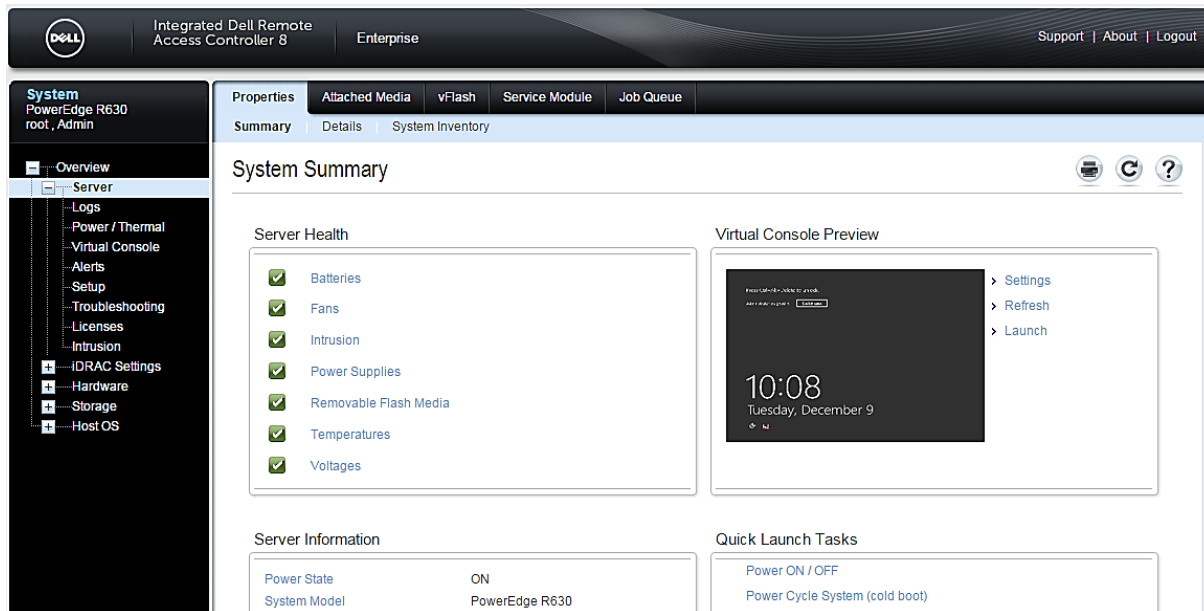 DELL
Integrated Dell Remote
Access Controller 8
Enterprise
Support | About | Logout
System
PowerEdge R630
root , Admin
Properties
Attached Media
vFlash
Service Module
Job Queue
Summary
Details
System Inventory
Overview
Server
Logs
Power / Thermal
Virtual Console
Alerts
Setup
Troubleshooting
Licenses
Intrusion
iDRAC Settings
Hardware
Storage
Host OS
System Summary
Server Health
Batteries
Fans
Intrusion
Power Supplies
Removable Flash Media
Temperatures
Voltages
Virtual Console Preview
10:08
Tuesday, December 9
Settings
Refresh
Launch
Server Information
Power State ON
System Model PowerEdge R630
Quick Launch Tasks
Power ON / OFF
Power Cycle System (cold boot)